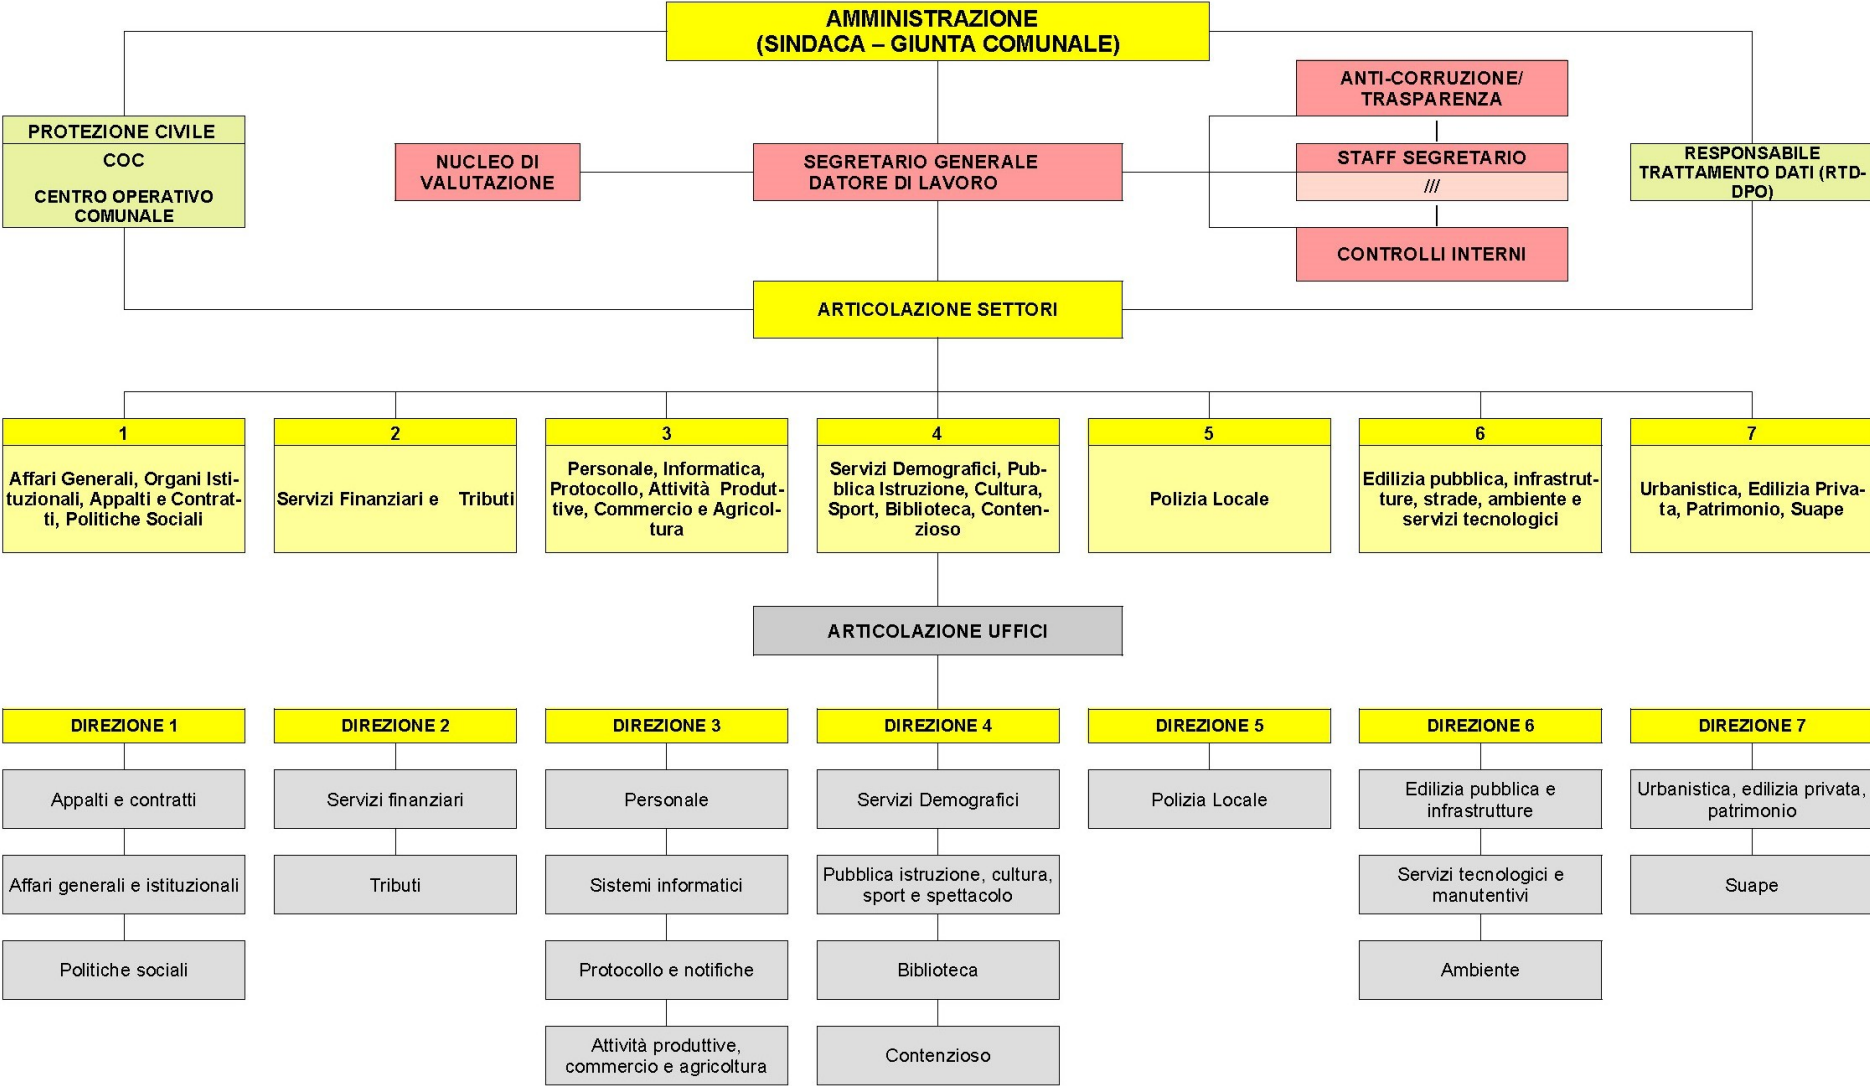 AMMINISTRAZIONE
(SINDACA – GIUNTA COMUNALE)
ANTI-CORRUZIONE/
TRASPARENZA
PROTEZIONE CIVILE
COC
CENTRO OPERATIVO
COMUNALE
NUCLEO DI
VALUTAZIONE
SEGRETARIO GENERALE
DATORE DI LAVORO
STAFF SEGRETARIO
///
RESPONSABILE
TRATTAMENTO DATI (RTD-
DPO)
CONTROLLI INTERNI
ARTICOLAZIONE SETTORI
1
Affari Generali, Organi Isti-
tuzionali, Appalti e Contrat-
ti, Politiche Sociali
2
Servizi Finanziari e Tributi
3
Personale, Informatica,
Protocollo, Attività Produt-
tive, Commercio e Agricol-
tura
4
Servizi Demografici, Pub-
blica Istruzione, Cultura,
Sport, Biblioteca, Conten-
zioso
5
Polizia Locale
6
Edilizia pubblica, infrastrut-
ture, strade, ambiente e
servizi tecnologici
7
Urbanistica, Edilizia Priva-
ta, Patrimonio, Suape
ARTICOLAZIONE UFFICI
DIREZIONE 1
Appalti e contratti
Affari generali e istituzionali
Politiche sociali
DIREZIONE 2
Servizi finanziari
Tributi
DIREZIONE 3
Personale
Sistemi informatici
Protocollo e notifiche
Attività produttive,
commercio e agricoltura
DIREZIONE 4
Servizi Demografici
Pubblica istruzione, cultura,
sport e spettacolo
Biblioteca
Contenzioso
DIREZIONE 5
Polizia Locale
DIREZIONE 6
Edilizia pubblica e
infrastrutture
Servizi tecnologici e
manutentivi
Ambiente
DIREZIONE 7
Urbanistica, edilizia privata,
patrimonio
Suape